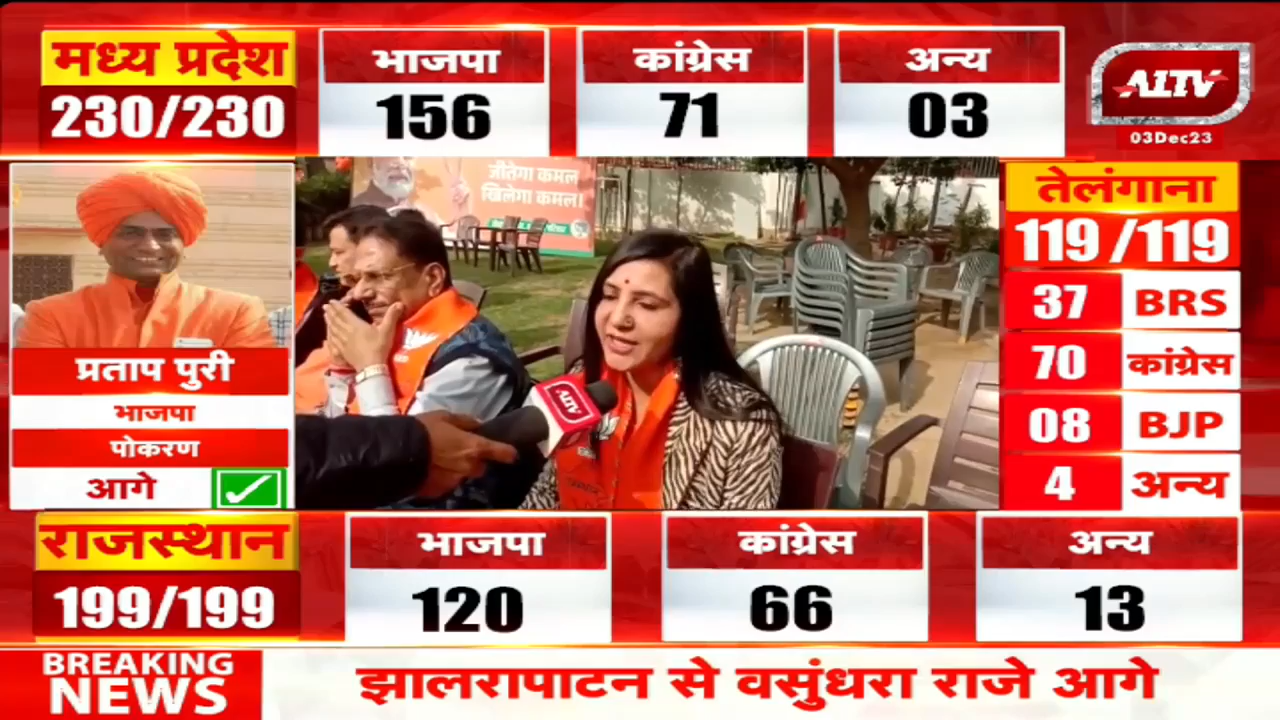 मध्य प्रदेश
230/230
भाजपा
156
कांग्रेस
71
अन्य
03
AITV
03Dec23
प्रताप पुरी
भाजपा
पोकरण
आगे
जीतेगा कमल
खिलेगा कमल।
AITV
तेलंगाना
119/119
37 BRS
70 कांग्रेस
08 BJP
4 अन्य
राजस्थान
199/199
भाजपा
120
कांग्रेस
66
अन्य
13
BREAKING
NEWS
झालरापाटन से वसुंधरा राजे आगे